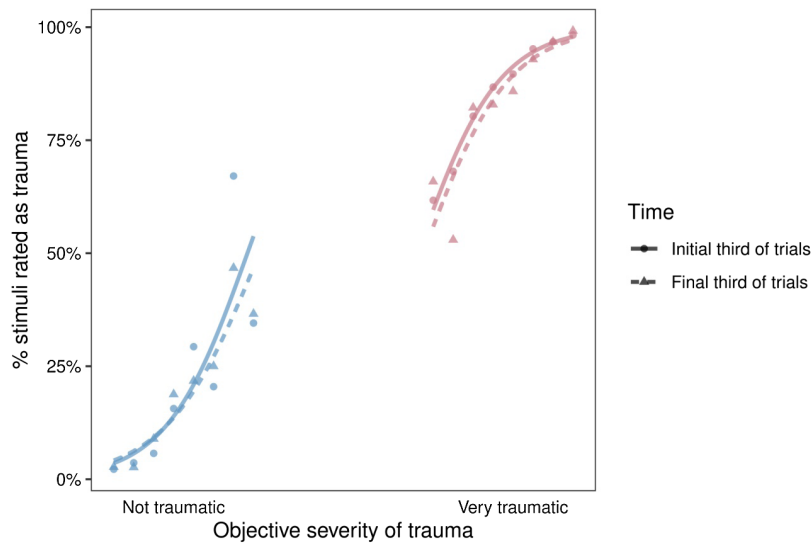 100%
75%
50%
25%
0%
% stimuli rated as trauma
Not traumatic
Very traumatic
Objective severity of trauma
Time
Initial third of trials
Final third of trials